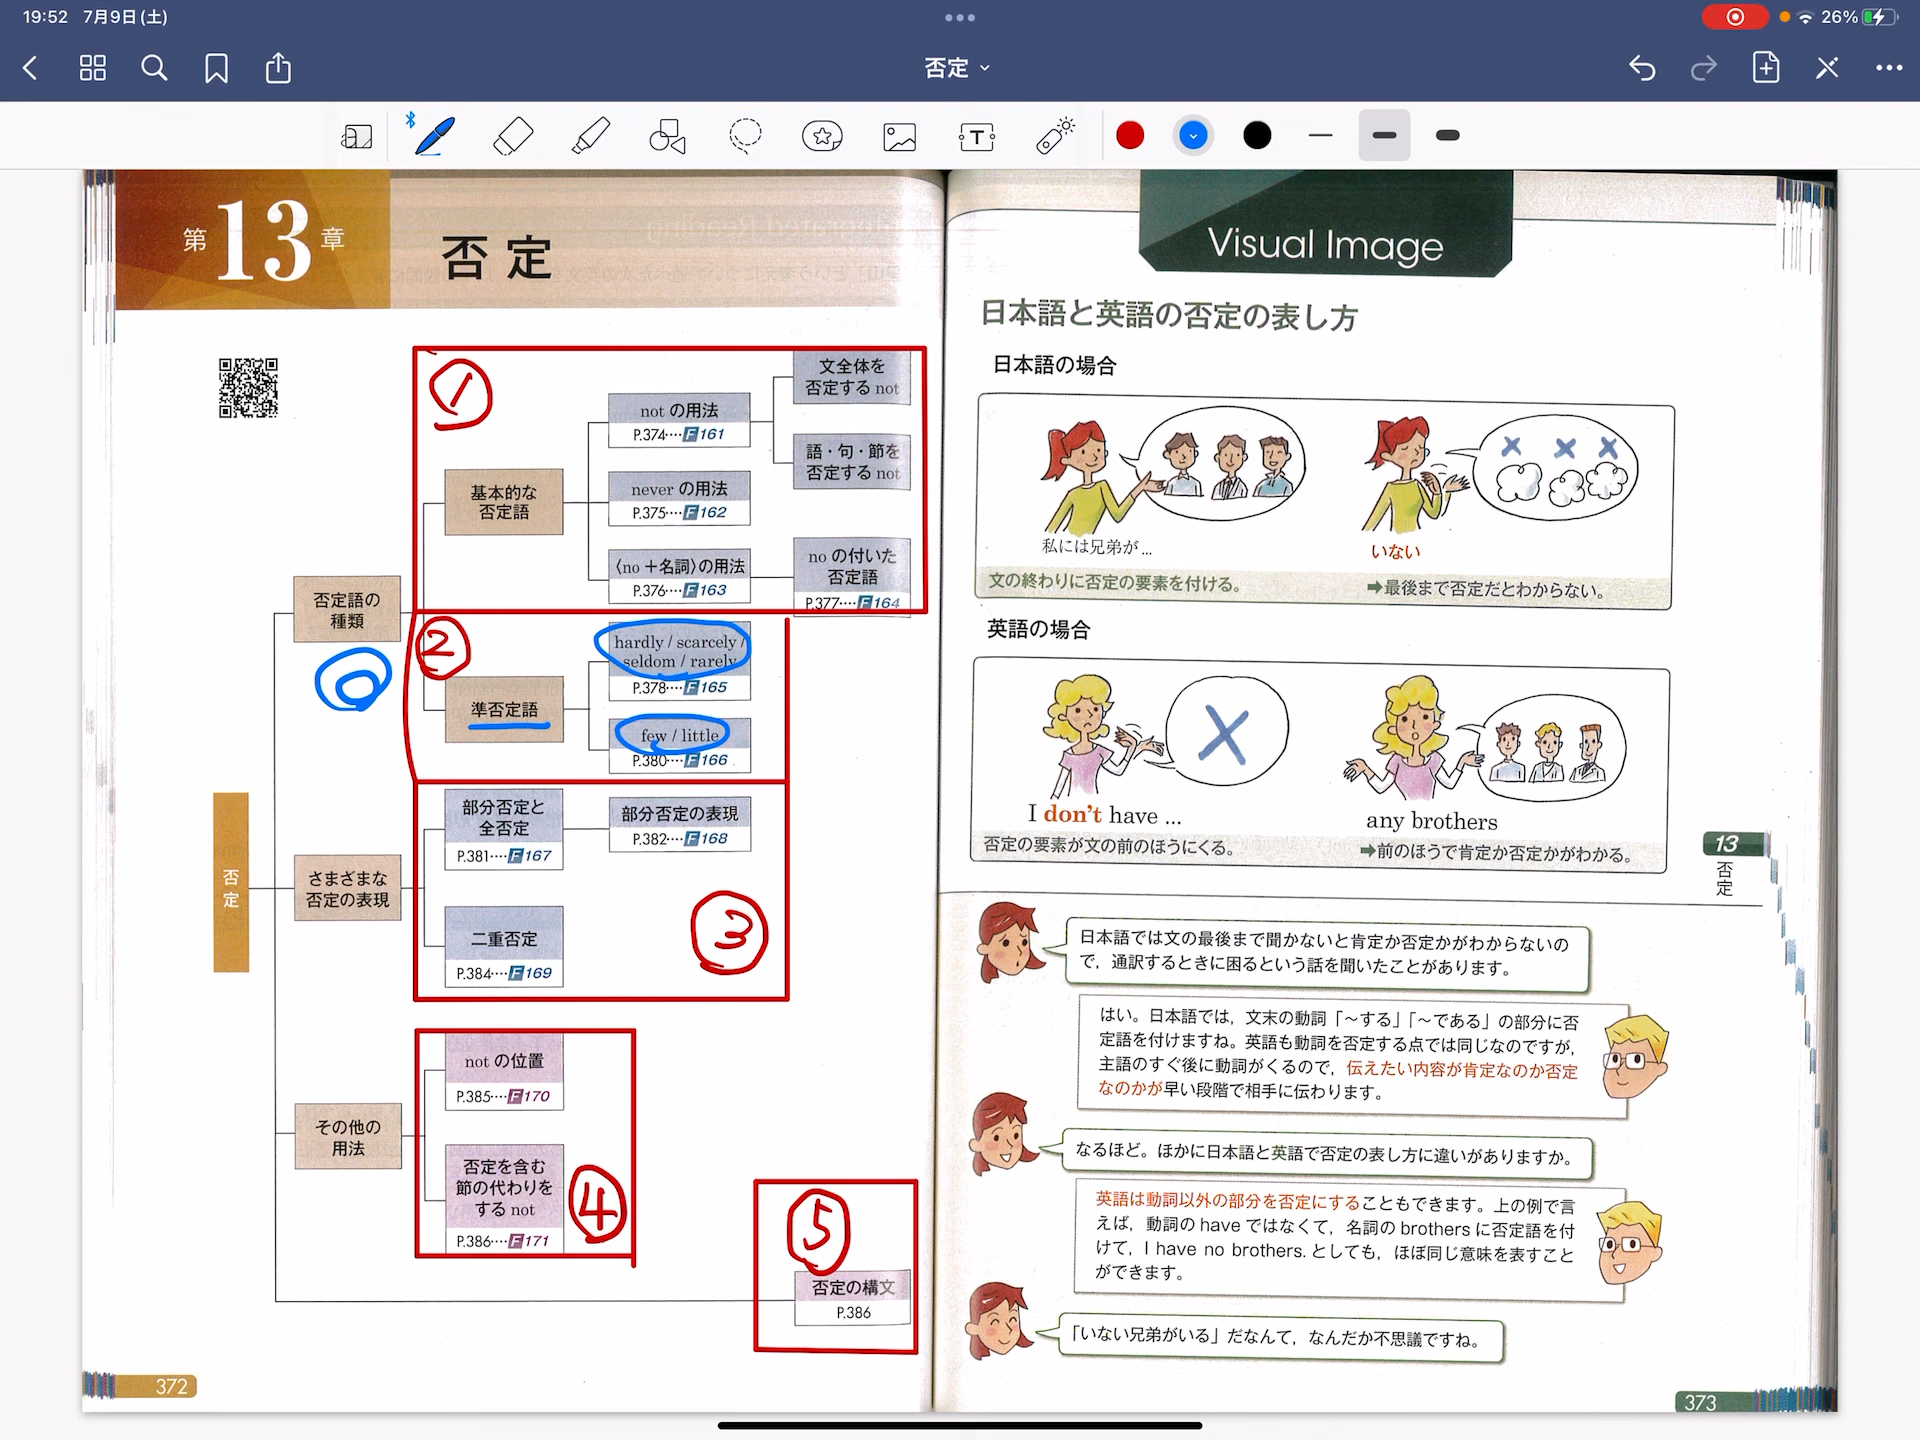 19:52 7月9日(土)
26%
否定
T
第13章 否定
①
文全体を
否定する not
not の用法
P.374‥‥F161
語・句・節を
否定する not
基本的な
否定語
never の用法
P.375‥‥F162
〈no＋名詞〉の用法
P.376‥‥F163
no の付いた
否定語
P.377‥‥F164
否定語の
種類
②
hardly / scarcely /
seldom / rarely
P.378‥‥F165
準否定語
few / little
P.380‥‥F166
部分否定と
全否定
P.381‥‥F167
部分否定の表現
P.382‥‥F168
否定
さまざまな
否定の表現
③
二重否定
P.384‥‥F169
not の位置
P.385‥‥F170
その他の
用法
否定を含む
節の代わりを
する not
P.386‥‥F171
④
⑤
否定の構文
P.386
372
Visual Image
日本語と英語の否定の表し方
日本語の場合
私には兄弟が…
いない
文の終わりに否定の要素を付ける。
➡最後まで否定だとわからない。
英語の場合
I don't have ...
any brothers
否定の要素が文の前のほうにくる。
➡前のほうで肯定か否定かがわかる。
13
否定
日本語では文の最後まで聞かないと肯定か否定かがわからないの
で，通訳するときに困るという話を聞いたことがあります。
はい。日本語では，文末の動詞「～する」「～である」の部分に否
定語を付けますね。英語も動詞を否定する点では同じなのですが，
主語のすぐ後に動詞がくるので，伝えたい内容が肯定なのか否定
なのかが早い段階で相手に伝わります。
なるほど。ほかに日本語と英語で否定の表し方に違いがありますか。
英語は動詞以外の部分を否定にすることもできます。上の例で言
えば，動詞の have ではなくて，名詞の brothers に否定語を付
けて，I have no brothers. としても，ほぼ同じ意味を表すこと
ができます。
「いない兄弟がいる」だなんて，なんだか不思議ですね。
373